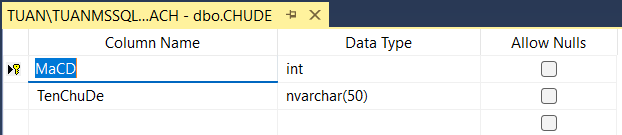 TUAN\TUANMSSQL...ACH - dbo.CHUDE
Column Name Data Type Allow Nulls
MaCD int
TenChuDe nvarchar(50)